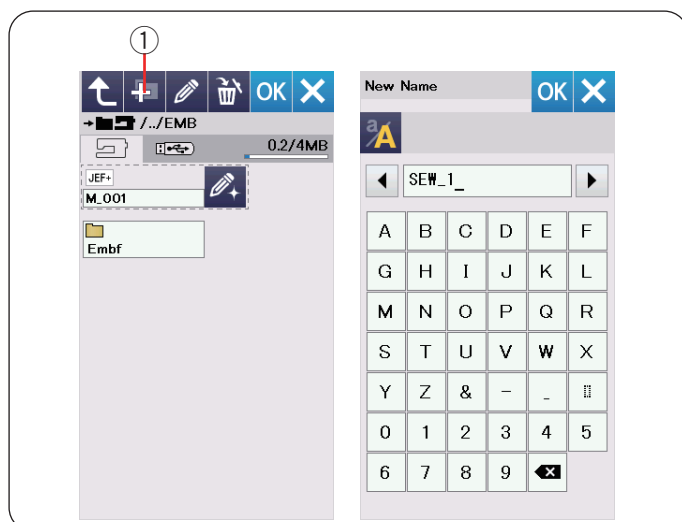 1
OK
/../EMB
0.2/4MB
JEF+
M_001
Embf
New Name OK
a/A
SEW_1_
A B C D E F
G H I J K L
M N O P Q R
S T U V W X
Y Z & - _
0 1 2 3 4 5
6 7 8 9